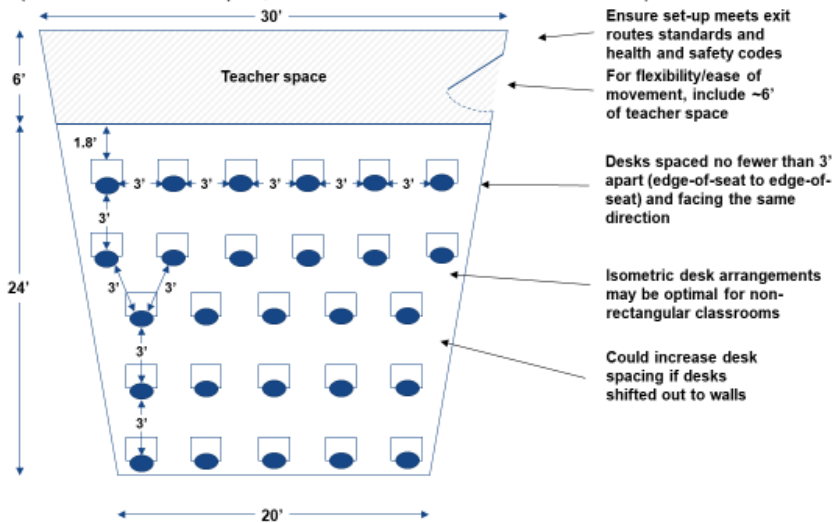 30’
Ensure set-up meets exit
routes standards and
health and safety codes
6’
Teacher space
For flexibility/ease of
movement, include ~6’
of teacher space
1.8’
3’ 3’ 3’ 3’ 3’
Desks spaced no fewer than 3’
apart (edge-of-seat to edge-of-
seat) and facing the same
direction
3’
24’
3’ 3’
Isometric desk arrangements
may be optimal for non-
rectangular classrooms
3’
Could increase desk
spacing if desks
shifted out to walls
3’
20’